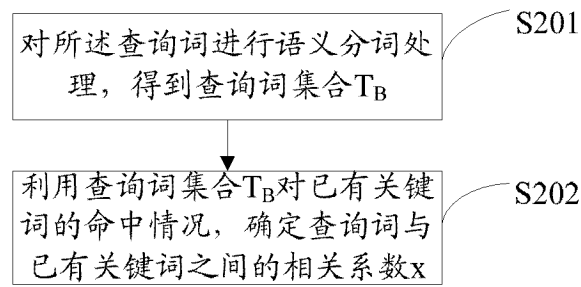 对所述查询词进行语义分词处
理，得到查询词集合TB
S201
利用查询词集合TB对已有关键
词的命中情况，确定查询词与
已有关键词之间的相关系数x
S202